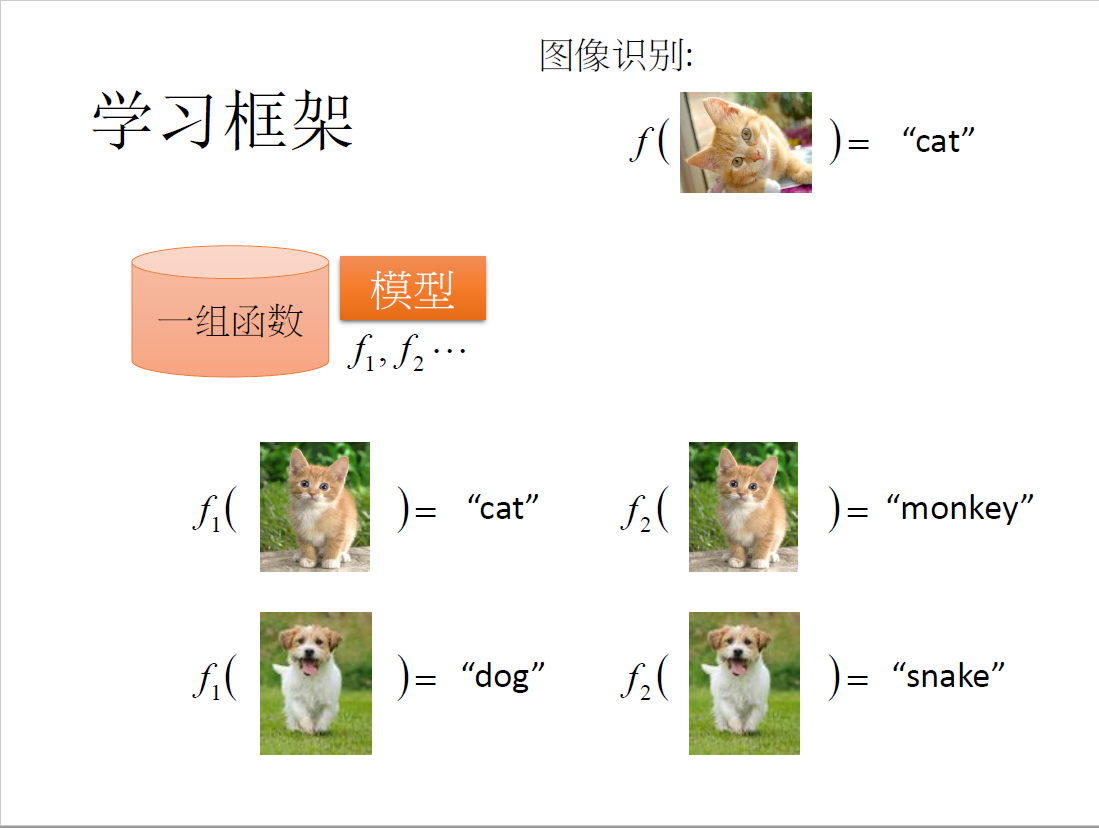 图像识别:
学习框架
f( )= “cat”
一组函数
模型
f₁, f₂ ⋯
f₁( )= “cat”
f₂( )= “monkey”
f₁( )= “dog”
f₂( )= “snake”